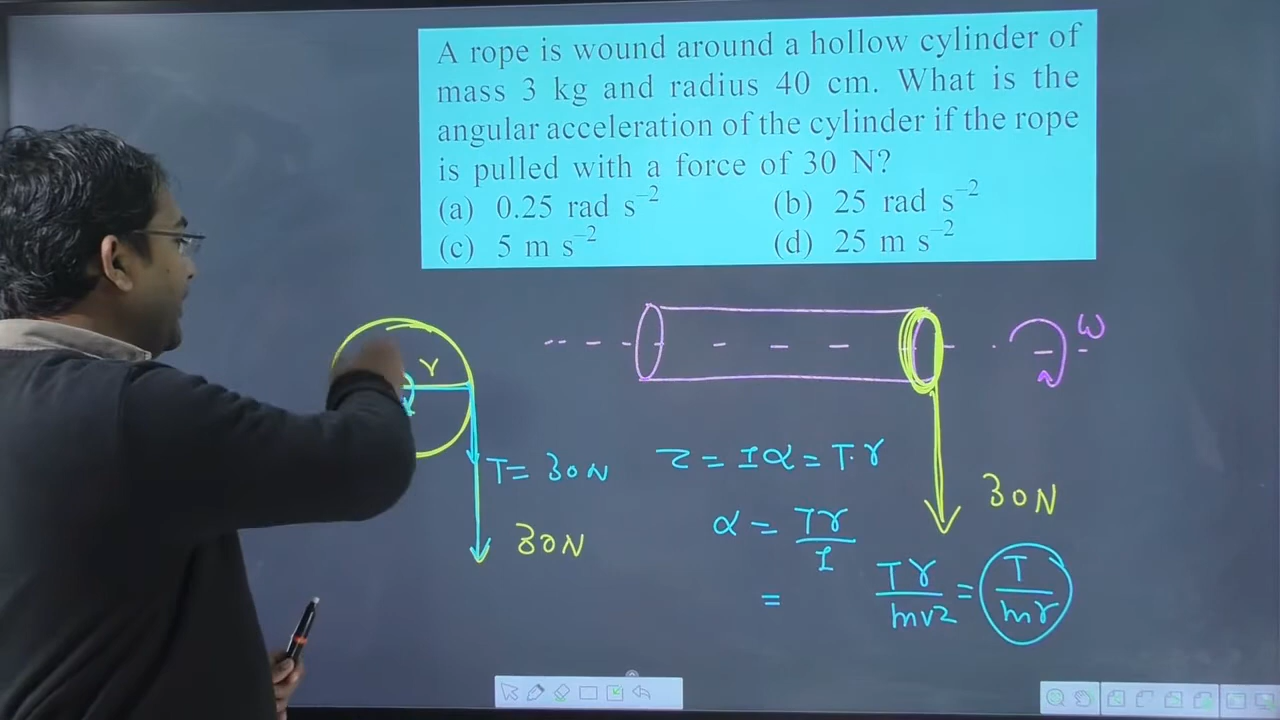 A rope is wound around a hollow cylinder of
mass 3 kg and radius 40 cm. What is the
angular acceleration of the cylinder if the rope
is pulled with a force of 30 N?
(a) 0.25 rad s⁻² (b) 25 rad s⁻²
(c) 5 m s⁻² (d) 25 m s⁻²
r
ω
T = 30N
τ = Iα = T·r
30N
30N
α = Tr/I
= Tr/mr2 = T/mr